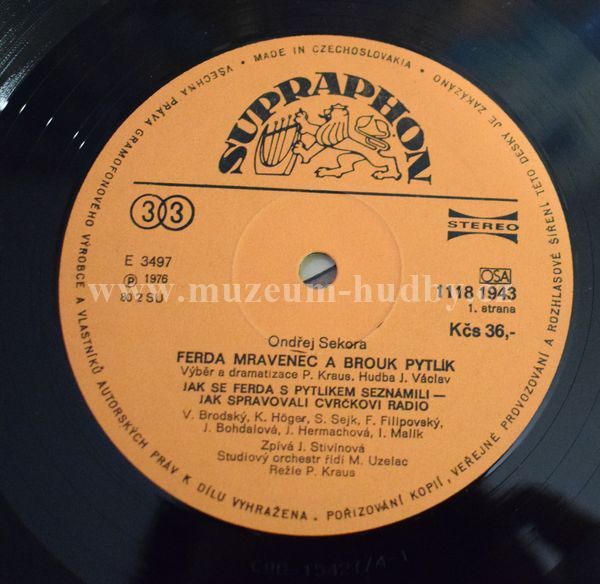 VŠECHNA PRÁVA GRAMOFONOVÉHO VÝROBCE A VLASTNÍKŮ AUTORSKÝCH PRÁV K DÍLU VYHRAŽENA. POŘIZOVÁNÍ KOPIÍ, VEŘEJNÉ PROVOZOVÁNÍ A ROZHLASOVÉ ŠÍŘENÍ TÉTO DESKY JE ZAKÁZÁNO • MADE IN CZECHOSLOVAKIA •
SUPRAPHON
33
STEREO
E 3497
OSA
℗ 1976
1118 1943
80 2 SU
1. strana
www.muzeum-hudby
Kčs 36,-
Ondřej Sekora
FERDA MRAVENEC A BROUK PYTLÍK
Výběr a dramatizace P. Kraus, Hudba J. Václav
JAK SE FERDA S PYTLÍKEM SEZNÁMILI —
JAK SPRAVOVALI CVRČKOVI RADIO
V. Brodský, K. Höger, S. Sejk, F. Filipovský,
J. Bohdalová, J. Hermachová, I. Malík
Zpívá J. Stivínová
Studiový orchestr řídí M. Uzelac
Režie P. Kraus